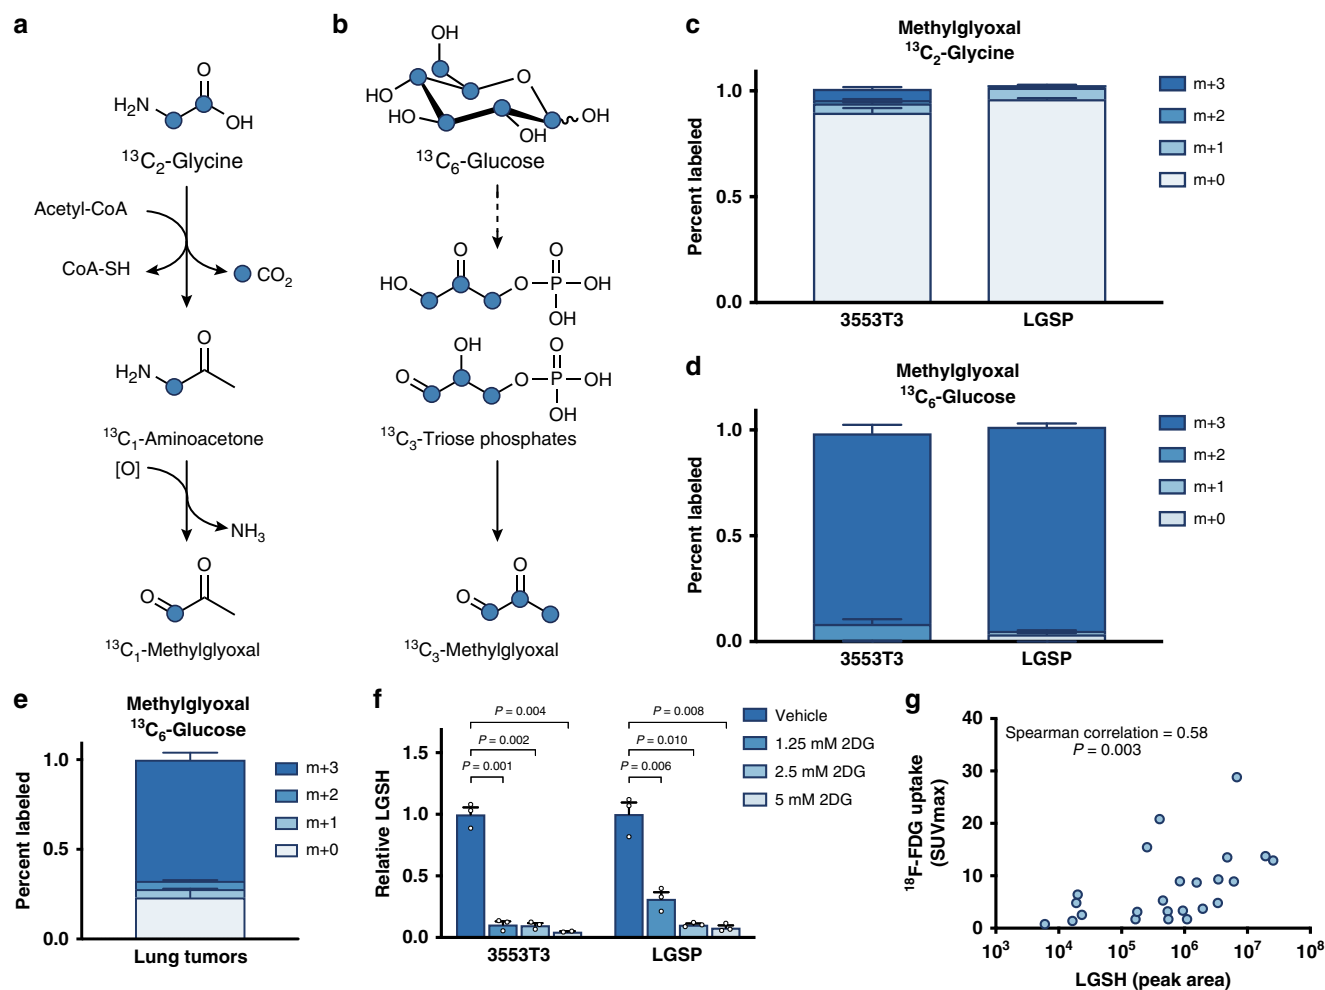 a
O
H₂N
OH
¹³C₂-Glycine
Acetyl-CoA
CoA-SH
CO₂
O
H₂N
¹³C₁-Aminoacetone
[O]
NH₃
O
O
¹³C₁-Methylglyoxal
b
OH
O
HO
HO
OH
OH
¹³C₆-Glucose
O
O
HO
O
P
OH
OH
OH
O
O
O
P
OH
OH
¹³C₃-Triose phosphates
O
O
¹³C₃-Methylglyoxal
c
Methylglyoxal
¹³C₂-Glycine
Percent labeled
1.0
0.5
0.0
3553T3
LGSP
m+3
m+2
m+1
m+0
d
Methylglyoxal
¹³C₆-Glucose
Percent labeled
1.0
0.5
0.0
3553T3
LGSP
m+3
m+2
m+1
m+0
e
Methylglyoxal
¹³C₆-Glucose
Percent labeled
1.0
0.5
0.0
Lung tumors
m+3
m+2
m+1
m+0
f
Relative LGSH
1.5
1.0
0.5
0.0
P = 0.004
P = 0.002
P = 0.001
P = 0.008
P = 0.010
P = 0.006
3553T3
LGSP
Vehicle
1.25 mM 2DG
2.5 mM 2DG
5 mM 2DG
g
Spearman correlation = 0.58
P = 0.003
¹⁸F-FDG uptake
(SUVmax)
40
30
20
10
0
10³
10⁴
10⁵
10⁶
10⁷
10⁸
LGSH (peak area)